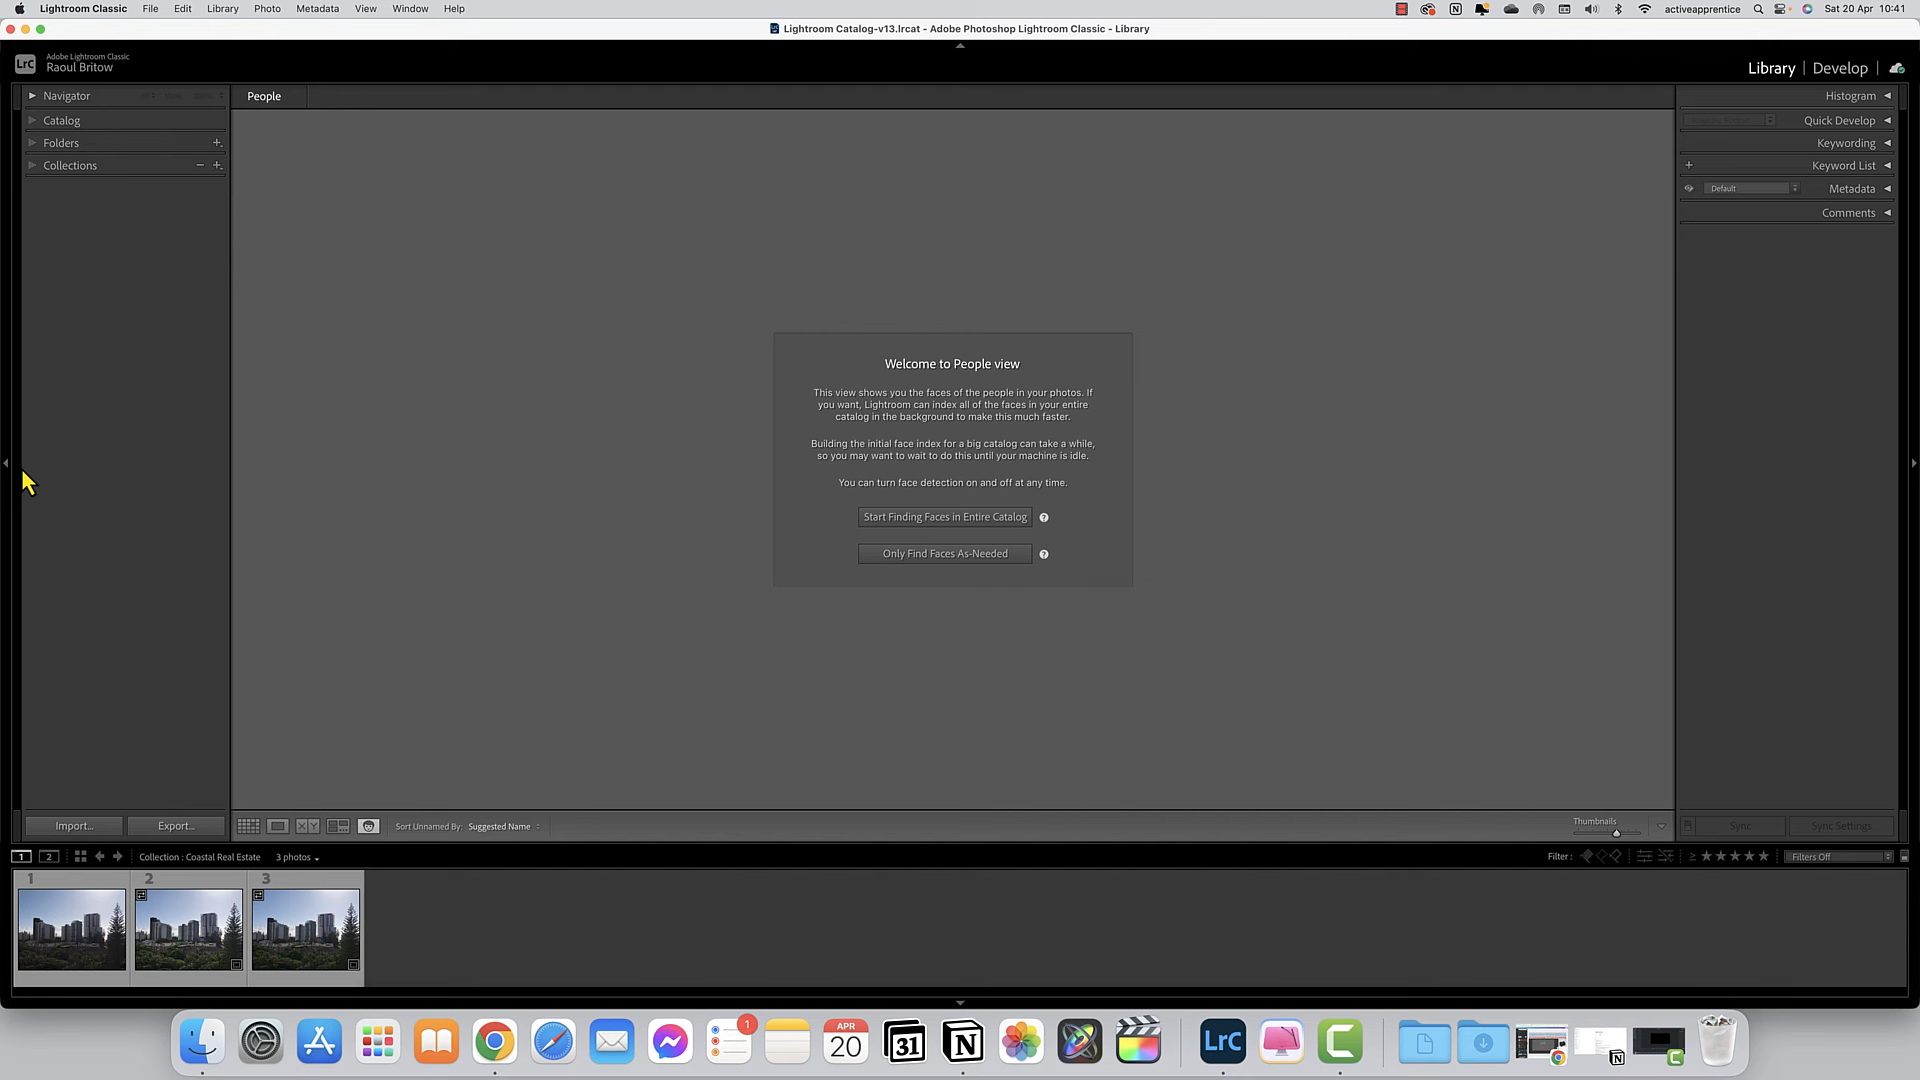 Lightroom Classic File Edit Library Photo Metadata View Window Help activeapprentice Sat 20 Apr 10:41
Lightroom Catalog-v13.lrcat - Adobe Photoshop Lightroom Classic - Library
LrC Adobe Lightroom Classic
Raoul Britow
Library | Develop |
Navigator
People
Histogram
Catalog
Quick Develop
Folders
Keywording
Collections
Keyword List
Default Metadata
Comments
Welcome to People view
This view shows you the faces of the people in your photos. If
you want, Lightroom can index all of the faces in your entire
catalog in the background to make this much faster.
Building the initial face index for a big catalog can take a while,
so you may want to wait to do this until your machine is idle.
You can turn face detection on and off at any time.
Start Finding Faces in Entire Catalog ?
Only Find Faces As-Needed ?
Import... Export...
X Y
Sort Unnamed By: Suggested Name
Thumbnails
Sync Sync Settings
1 2 Collection : Coastal Real Estate 3 photos
Filter : ≥ ★★★★★ Filters Off
1 2 3
1
APR
20
31
N
LrC
C